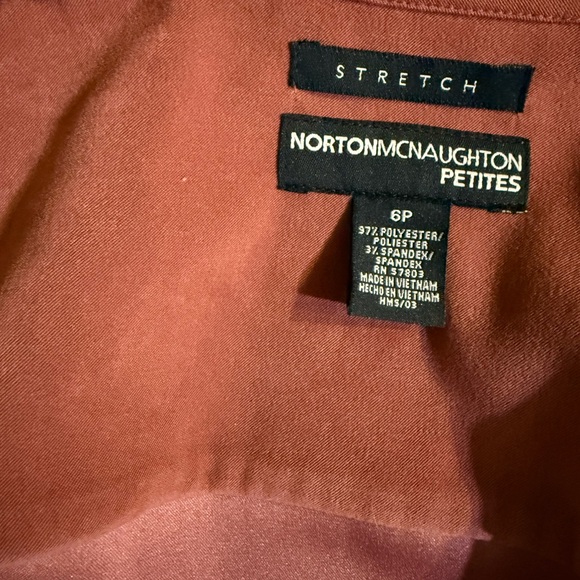 STRETCH
NORTONMCNAUGHTON
PETITES
6P
97% POLYESTER/
POLIESTER
3% SPANDEX/
SPANDEX
RN 57803
MADE IN VIETNAM
HECHO EN VIETNAM
HMS/03